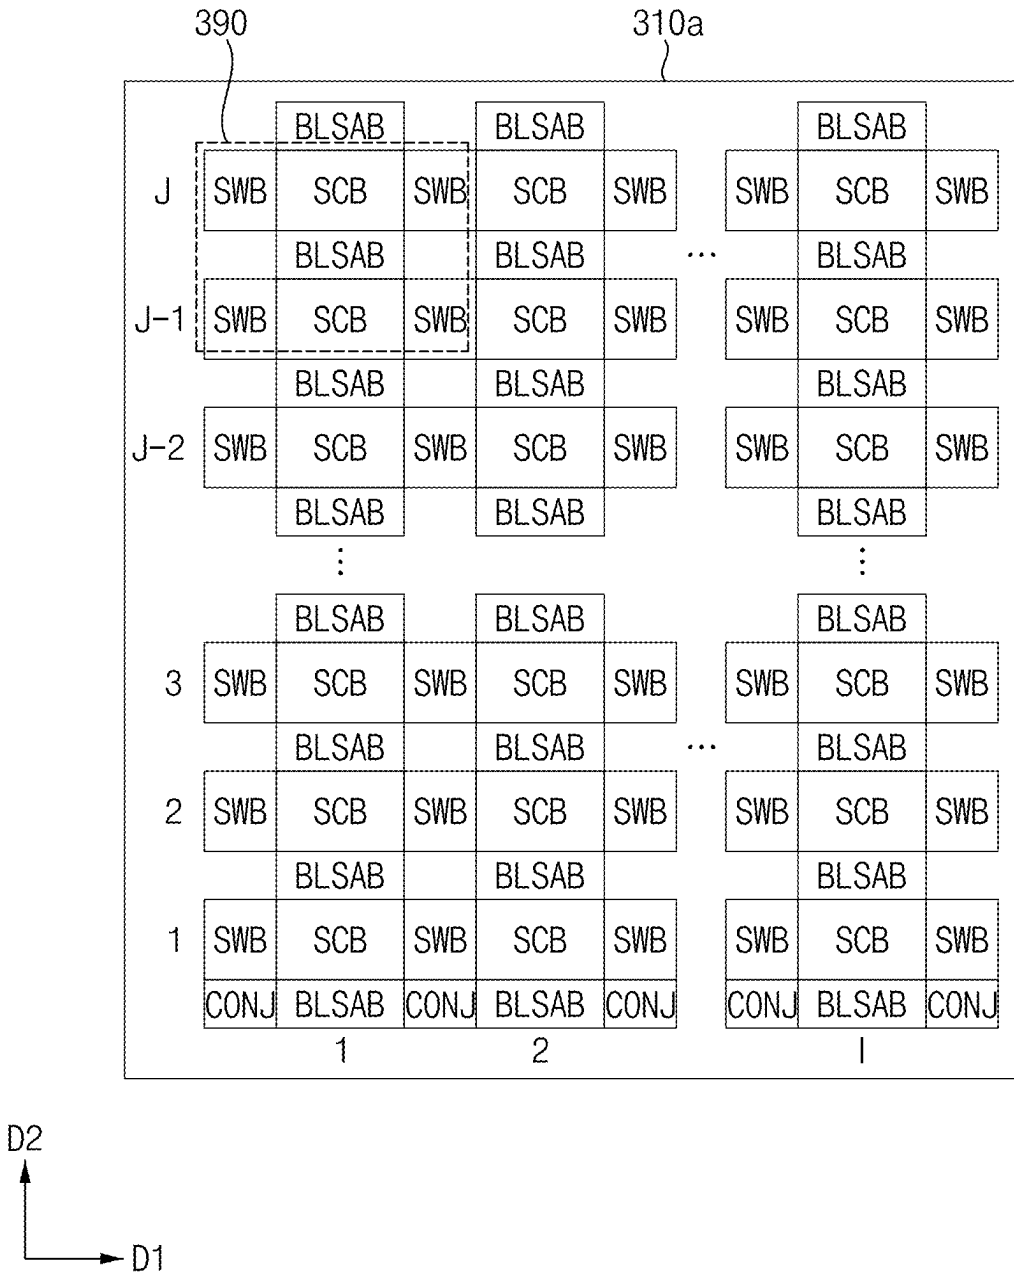 390 310a
BLSAB BLSAB BLSAB
J SWB SCB SWB SCB SWB SWB SCB SWB
BLSAB BLSAB ... BLSAB
J-1 SWB SCB SWB SCB SWB SWB SCB SWB
BLSAB BLSAB BLSAB
J-2 SWB SCB SWB SCB SWB SWB SCB SWB
BLSAB BLSAB BLSAB
BLSAB BLSAB BLSAB
3 SWB SCB SWB SCB SWB SWB SCB SWB
BLSAB BLSAB ... BLSAB
2 SWB SCB SWB SCB SWB SWB SCB SWB
BLSAB BLSAB BLSAB
1 SWB SCB SWB SCB SWB SWB SCB SWB
CONJ BLSAB CONJ BLSAB CONJ CONJ BLSAB CONJ
1 2 I
D2
D1